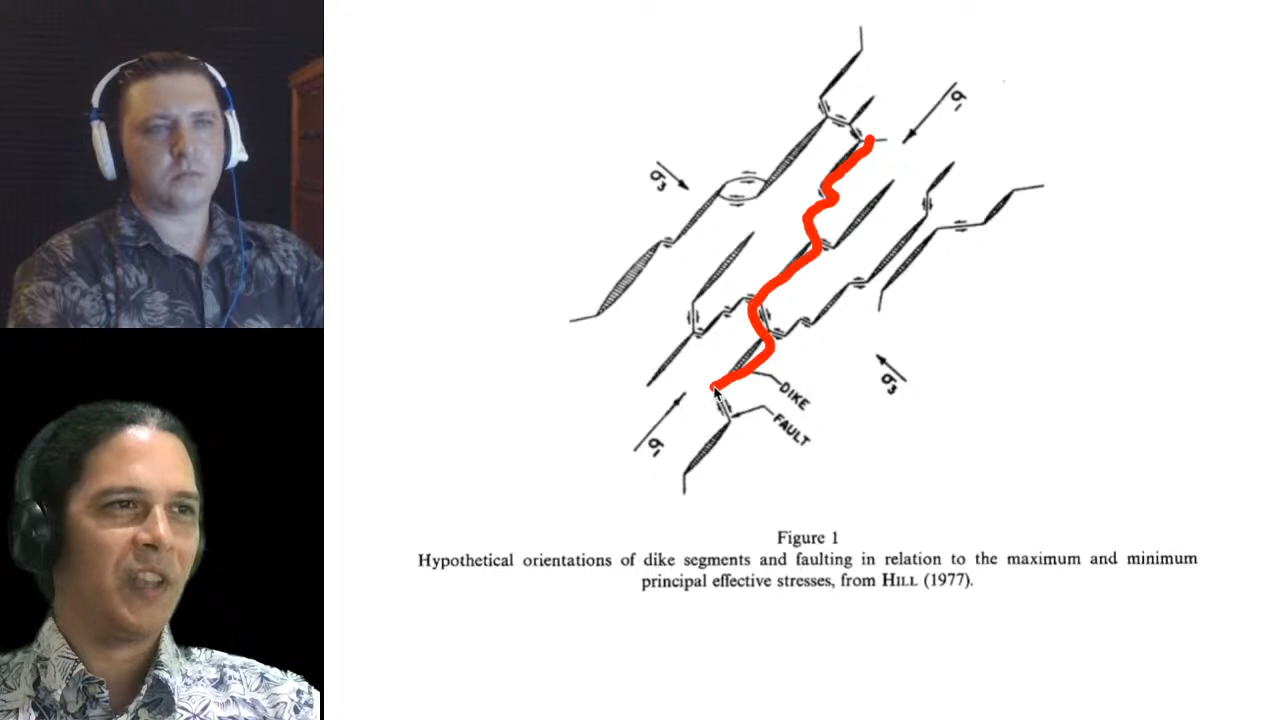 σ1
σ3
σ3
σ1
DIKE
FAULT
Figure 1
Hypothetical orientations of dike segments and faulting in relation to the maximum and minimum
principal effective stresses, from HILL (1977).